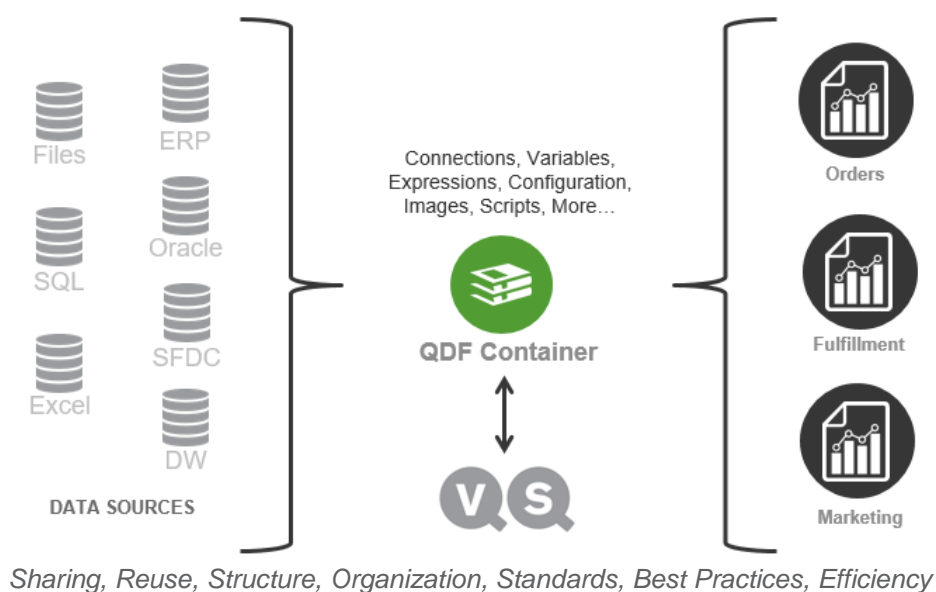 Files
ERP
SQL
Oracle
Excel
SFDC
DW
DATA SOURCES
Connections, Variables,
Expressions, Configuration,
Images, Scripts, More…
QDF Container
V S
Orders
Fulfillment
Marketing
Sharing, Reuse, Structure, Organization, Standards, Best Practices, Efficiency